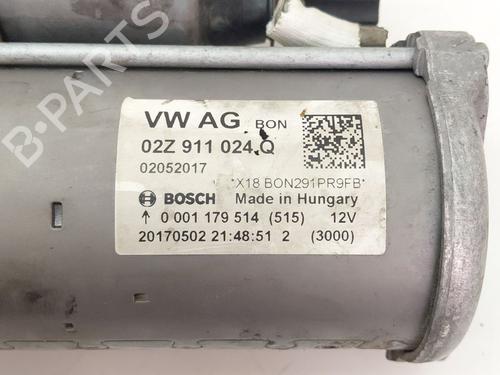 VW AG BON
02Z 911 024 Q
02052017
*X18 BON291PR9FB*
BOSCH Made in Hungary
↑ 0 001 179 514 (515) 12V
20170502 21:48:51 2 (3000)
B-PARTS